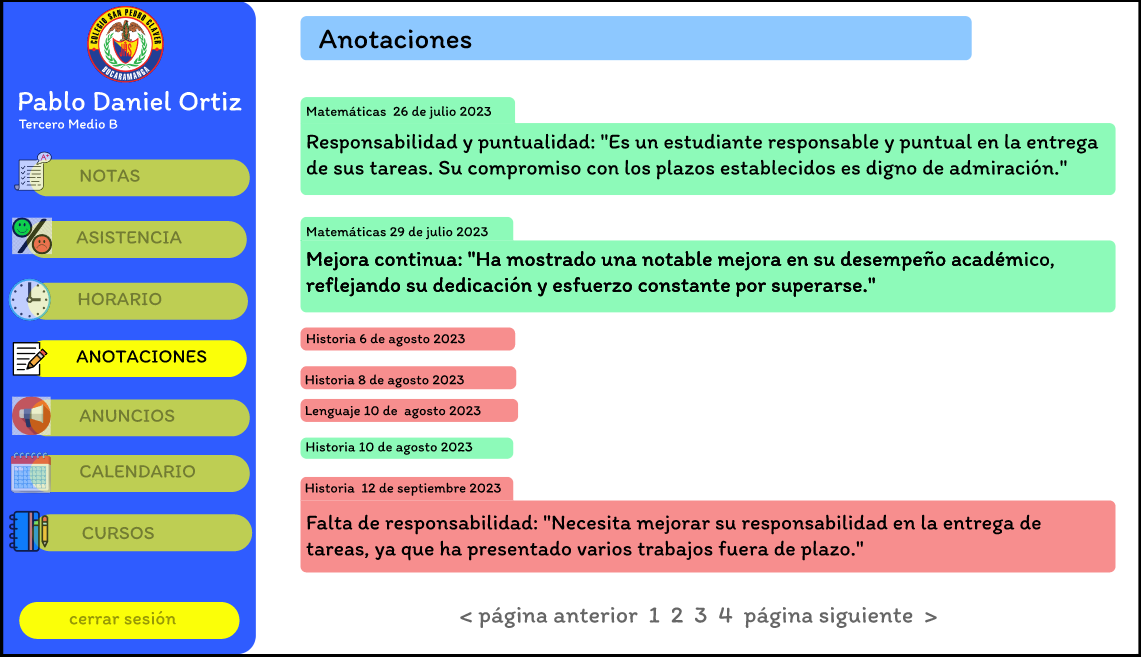 COLEGIO SAN PEDRO CLAVER
BUCARAMANGA
Pablo Daniel Ortiz
Tercero Medio B
A+
NOTAS
ASISTENCIA
HORARIO
ANOTACIONES
ANUNCIOS
CALENDARIO
CURSOS
cerrar sesión
Anotaciones
Matemáticas 26 de julio 2023
Responsabilidad y puntualidad: "Es un estudiante responsable y puntual en la entrega
de sus tareas. Su compromiso con los plazos establecidos es digno de admiración."
Matemáticas 29 de julio 2023
Mejora continua: "Ha mostrado una notable mejora en su desempeño académico,
reflejando su dedicación y esfuerzo constante por superarse."
Historia 6 de agosto 2023
Historia 8 de agosto 2023
Lenguaje 10 de agosto 2023
Historia 10 de agosto 2023
Historia 12 de septiembre 2023
Falta de responsabilidad: "Necesita mejorar su responsabilidad en la entrega de
tareas, ya que ha presentado varios trabajos fuera de plazo."
< página anterior 1 2 3 4 página siguiente >